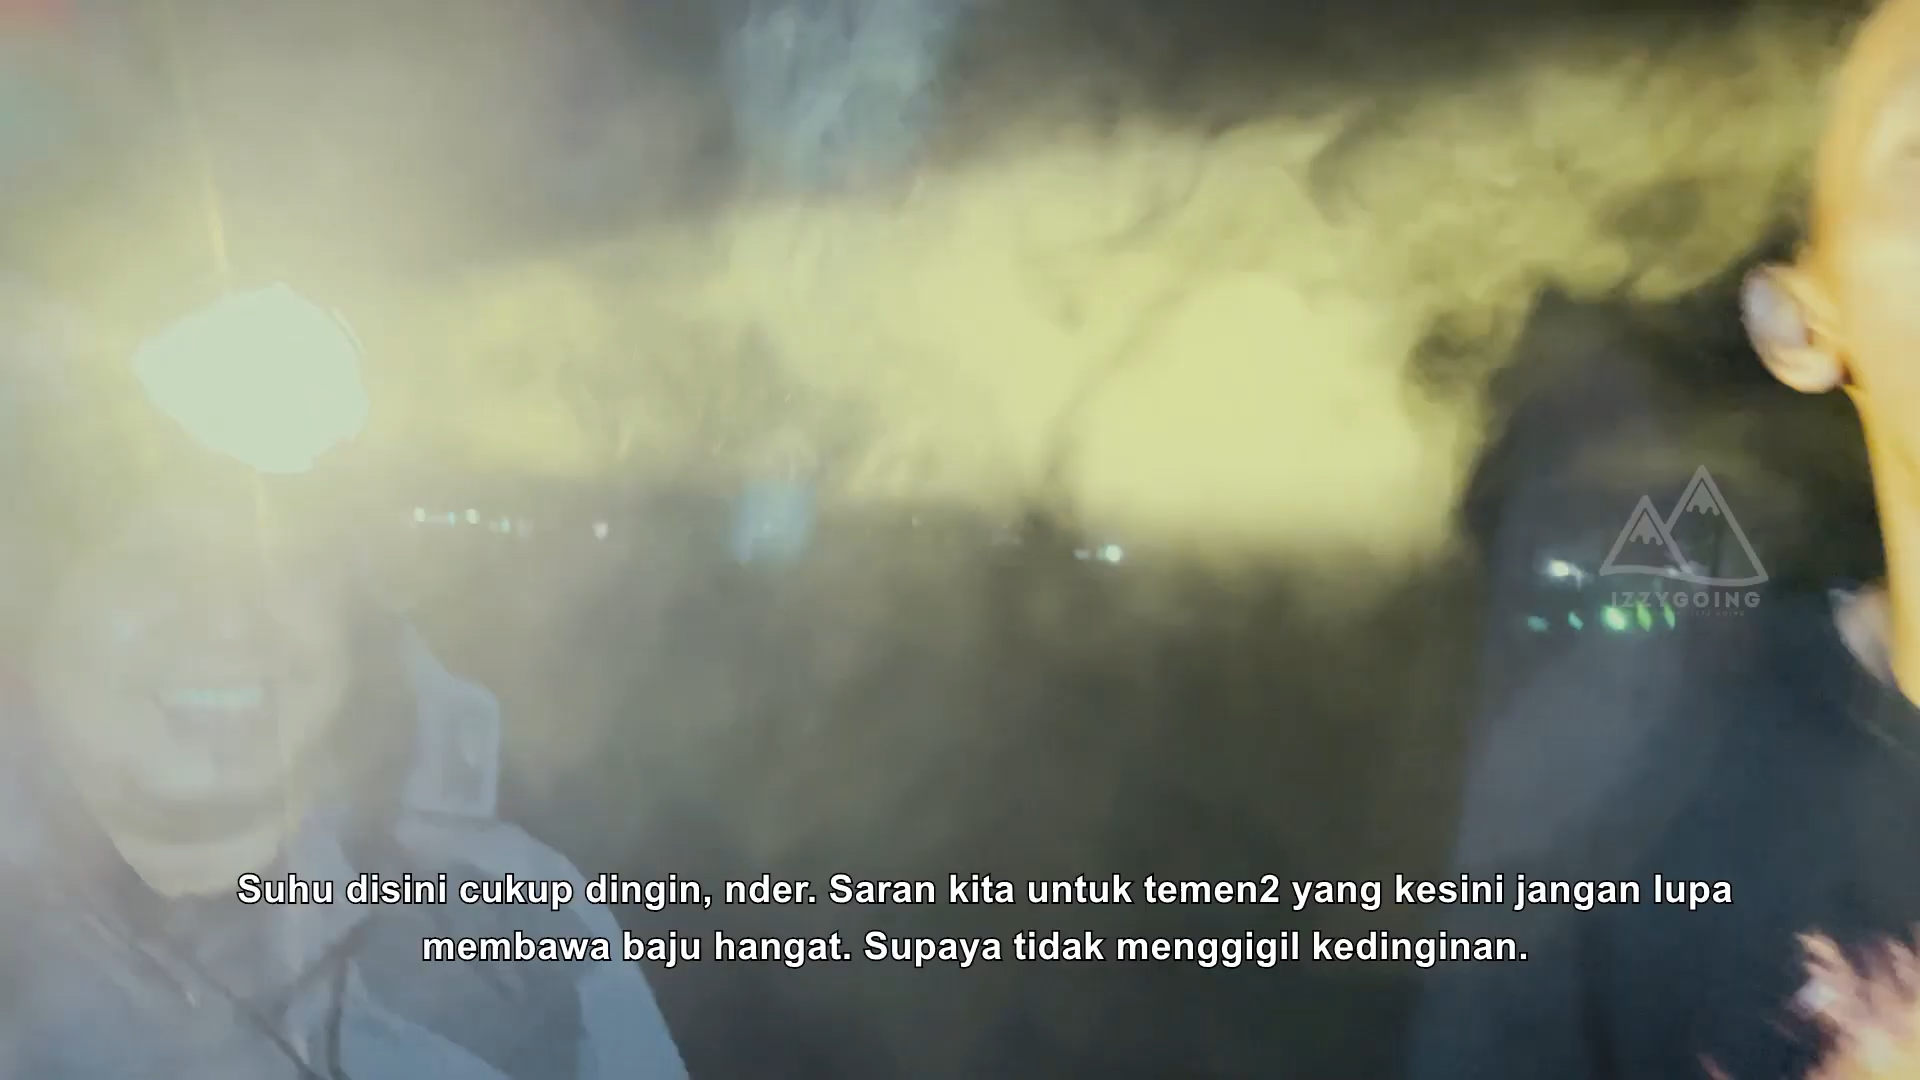 IZZYGOING
Suhu disini cukup dingin, nder. Saran kita untuk temen2 yang kesini jangan lupa
membawa baju hangat. Supaya tidak menggigil kedinginan.